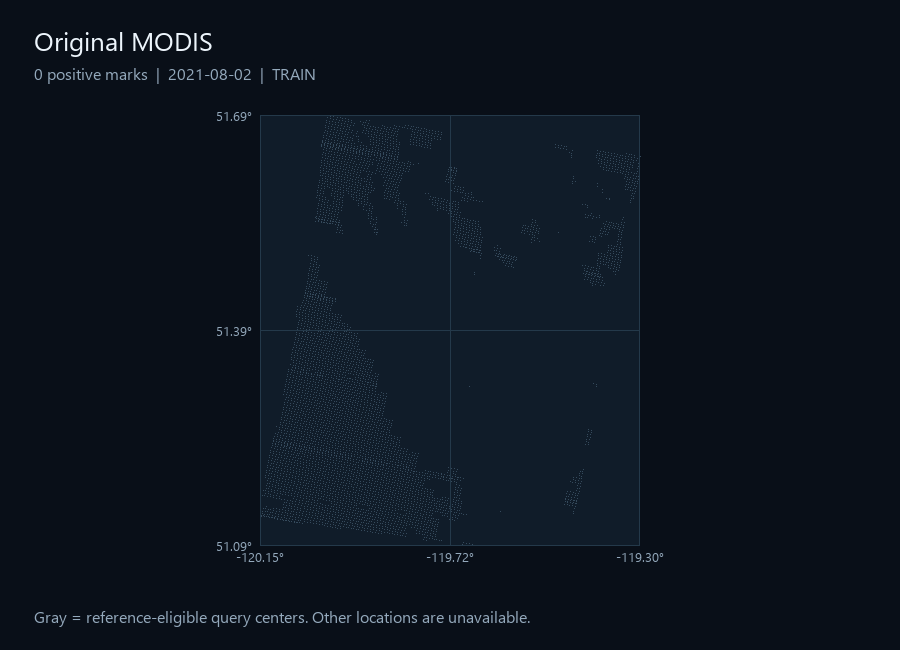 Original MODIS
0 positive marks | 2021-08-02 | TRAIN
51.69°
51.39°
51.09°
-120.15° -119.72° -119.30°
Gray = reference-eligible query centers. Other locations are unavailable.